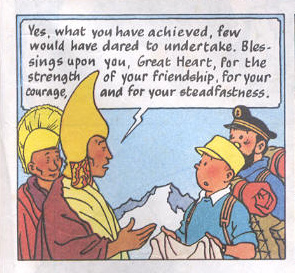 Yes, what you have achieved, few
would have dared to undertake. Bles-
sings upon you, Great Heart, for the
strength of your friendship, for your
courage, and for your steadfastness.